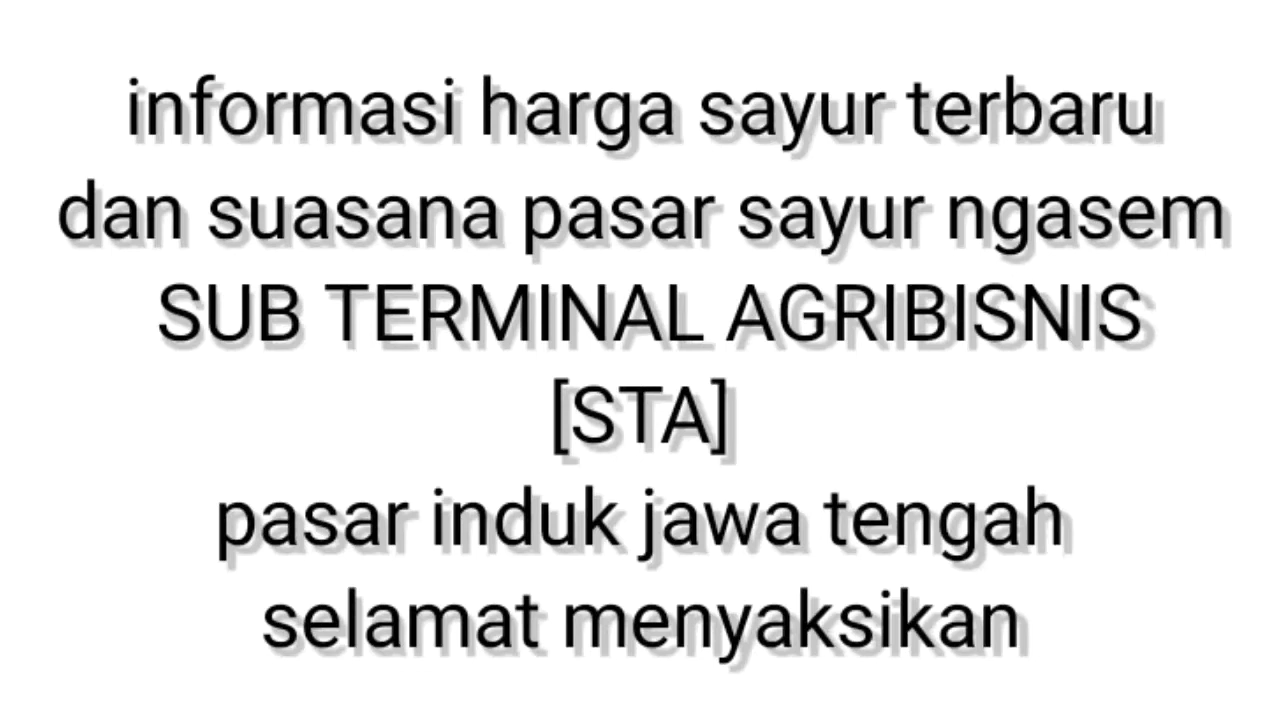 informasi harga sayur terbaru
dan suasana pasar sayur ngasem
SUB TERMINAL AGRIBISNIS
[STA]
pasar induk jawa tengah
selamat menyaksikan